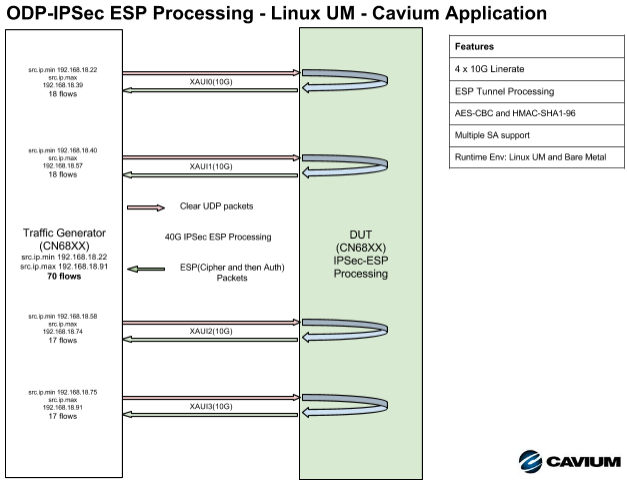 ODP-IPSec ESP Processing - Linux UM - Cavium Application
src.ip.min 192.168.18.22
src.ip.max
192.168.18.39
18 flows
XAUI0(10G)
src.ip.min 192.168.18.40
src.ip.max
192.168.18.57
18 flows
XAUI1(10G)
Clear UDP packets
Traffic Generator
(CN68XX)
src.ip.min 192.168.18.22
src.ip.max 192.168.18.91
70 flows
40G IPSec ESP Processing
ESP(Cipher and then Auth)
Packets
DUT
(CN68XX)
IPSec-ESP
Processing
src.ip.min 192.168.18.58
src.ip.max
192.168.18.74
17 flows
XAUI2(10G)
src.ip.min 192.168.18.75
src.ip.max
192.168.18.91
17 flows
XAUI3(10G)
Features
4 x 10G Linerate
ESP Tunnel Processing
AES-CBC and HMAC-SHA1-96
Multiple SA support
Runtime Env: Linux UM and Bare Metal
CAVIUM